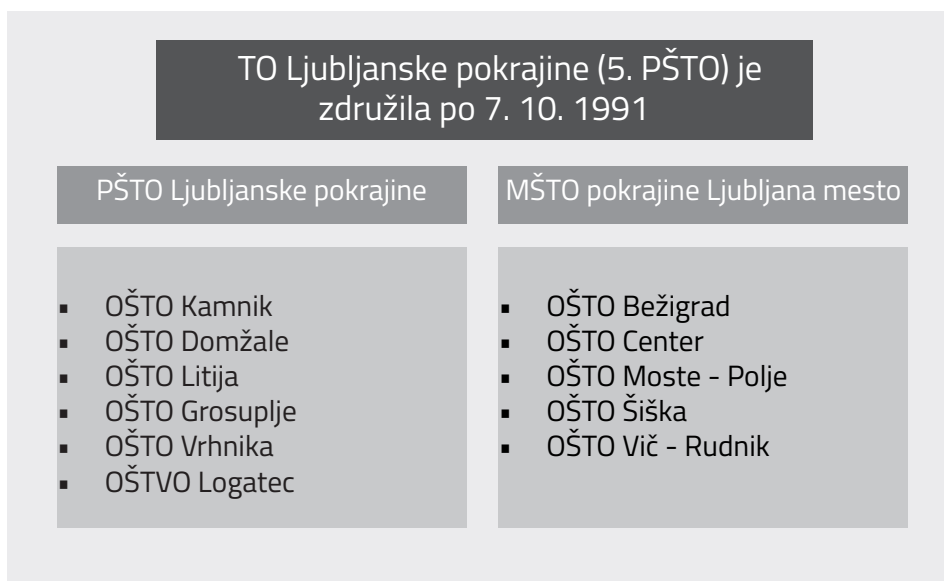 TO Ljubljanske pokrajine (5. PŠTO) je
združila po 7. 10. 1991
PŠTO Ljubljanske pokrajine
▪ OŠTO Kamnik
▪ OŠTO Domžale
▪ OŠTO Litija
▪ OŠTO Grosuplje
▪ OŠTO Vrhnika
▪ OŠTVO Logatec
MŠTO pokrajine Ljubljana mesto
▪ OŠTO Bežigrad
▪ OŠTO Center
▪ OŠTO Moste - Polje
▪ OŠTO Šiška
▪ OŠTO Vič - Rudnik